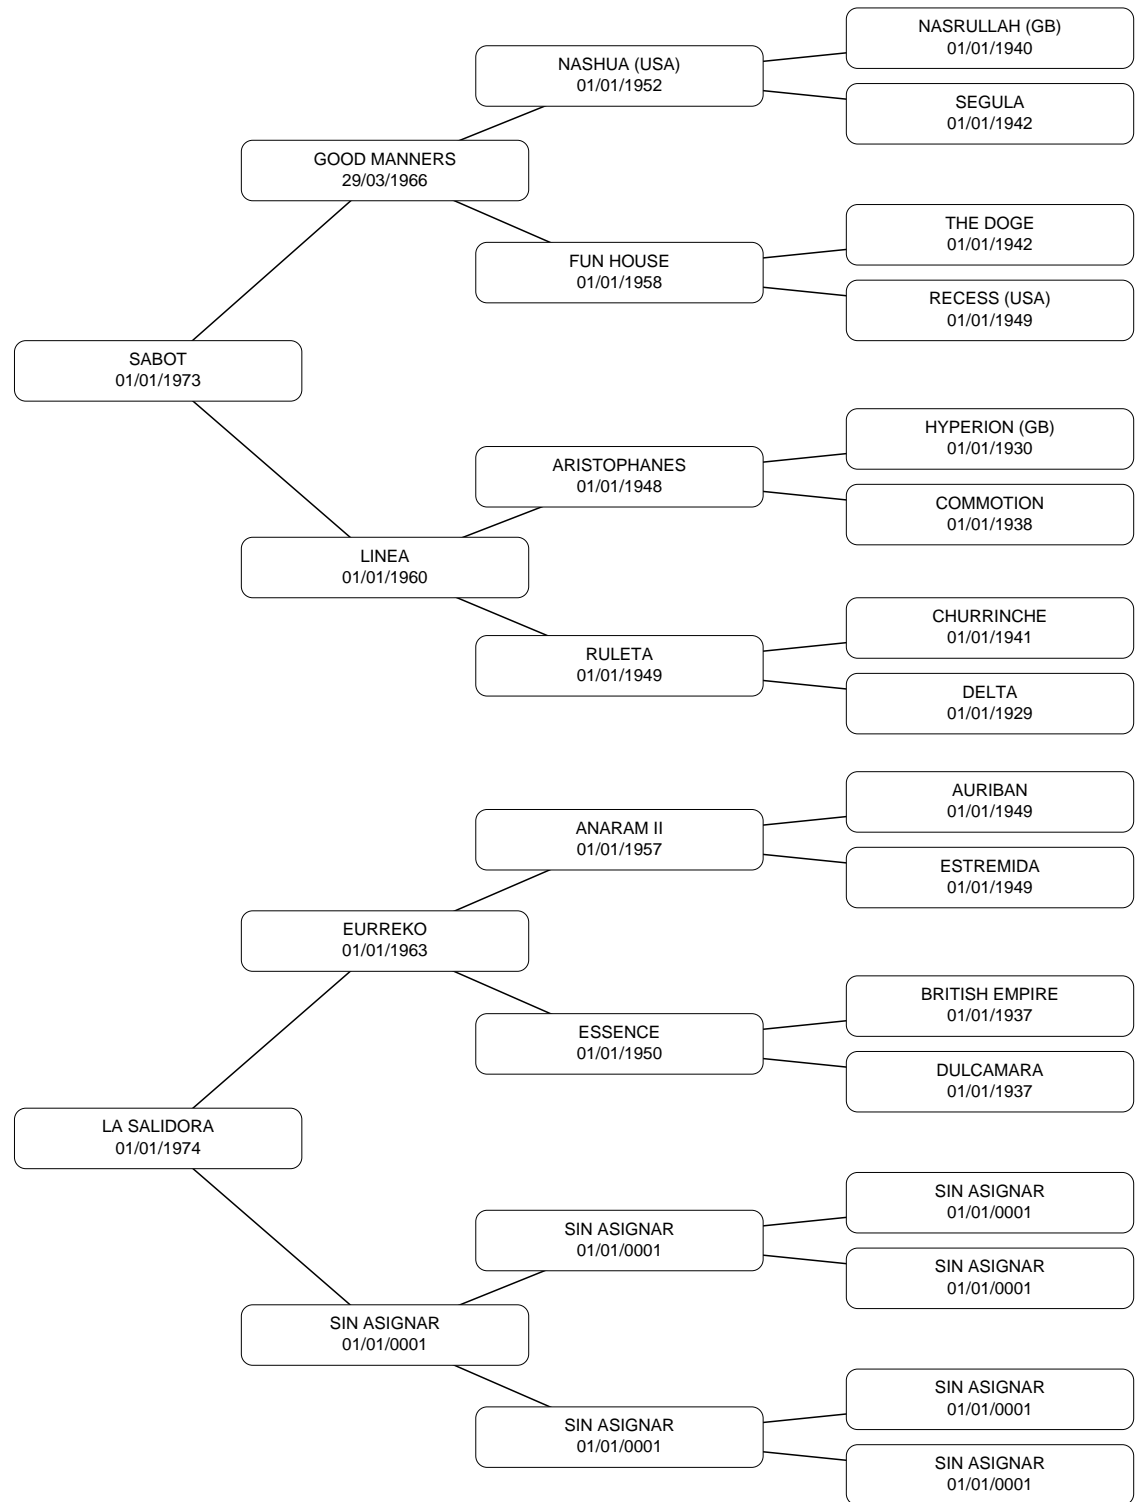 NASRULLAH (GB)
01/01/1940
NASHUA (USA)
01/01/1952
SEGULA
01/01/1942
GOOD MANNERS
29/03/1966
THE DOGE
01/01/1942
FUN HOUSE
01/01/1958
RECESS (USA)
01/01/1949
SABOT
01/01/1973
HYPERION (GB)
01/01/1930
ARISTOPHANES
01/01/1948
COMMOTION
01/01/1938
LINEA
01/01/1960
CHURRINCHE
01/01/1941
RULETA
01/01/1949
DELTA
01/01/1929
AURIBAN
01/01/1949
ANARAM II
01/01/1957
ESTREMIDA
01/01/1949
EURREKO
01/01/1963
BRITISH EMPIRE
01/01/1937
ESSENCE
01/01/1950
DULCAMARA
01/01/1937
LA SALIDORA
01/01/1974
SIN ASIGNAR
01/01/0001
SIN ASIGNAR
01/01/0001
SIN ASIGNAR
01/01/0001
SIN ASIGNAR
01/01/0001
SIN ASIGNAR
01/01/0001
SIN ASIGNAR
01/01/0001
SIN ASIGNAR
01/01/0001